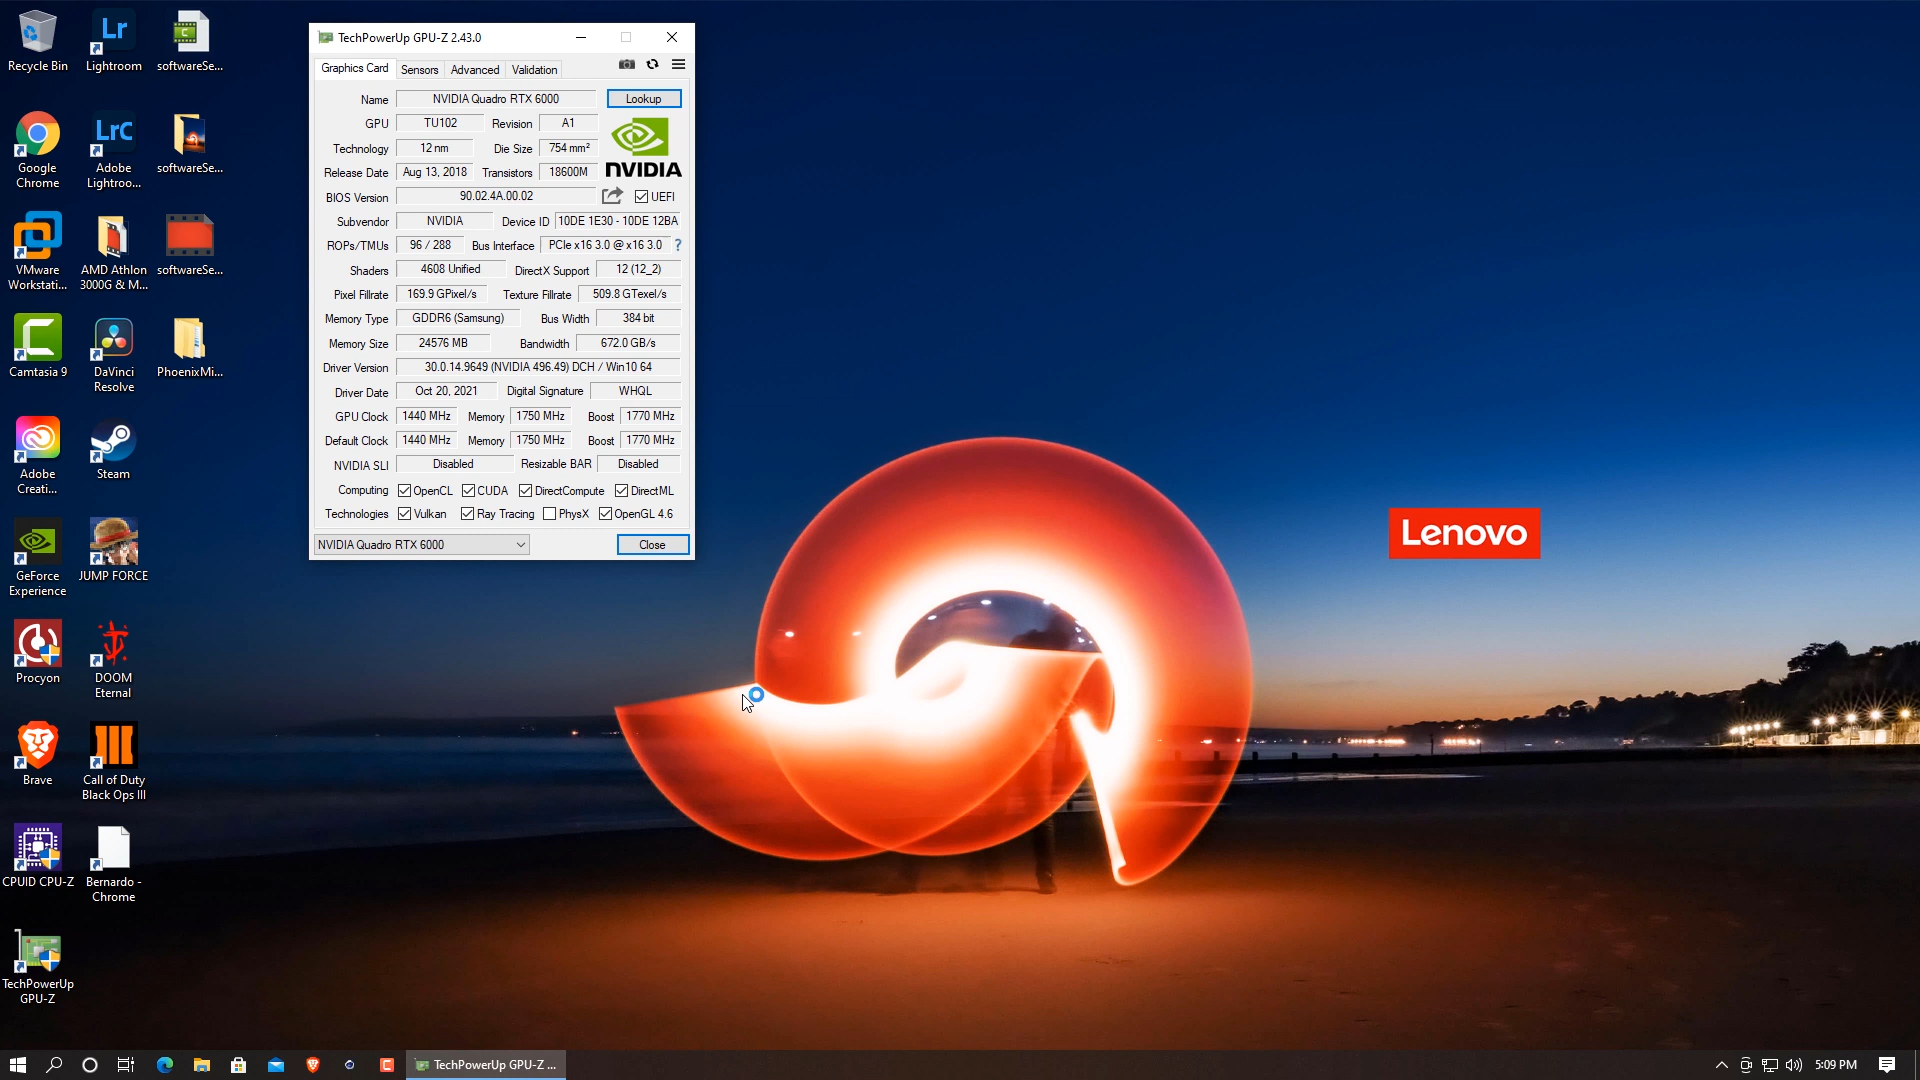 Recycle Bin
Lightroom
softwareSe...
Google
Chrome
Adobe
Lightroo...
softwareSe...
VMware
Workstati...
AMD Athlon
3000G & M...
softwareSe...
Camtasia 9
DaVinci
Resolve
PhoenixMi...
Adobe
Creati...
Steam
GeForce
Experience
JUMP FORCE
Procyon
DOOM
Eternal
Brave
Call of Duty
Black Ops III
CPUID CPU-Z
Bernardo -
Chrome
TechPowerUp
GPU-Z
Lr
LrC
TechPowerUp GPU-Z 2.43.0
Graphics Card Sensors Advanced Validation
Name NVIDIA Quadro RTX 6000 Lookup
GPU TU102 Revision A1
Technology 12 nm Die Size 754 mm²
Release Date Aug 13, 2018 Transistors 18600M
NVIDIA
BIOS Version 90.02.4A.00.02 UEFI
Subvendor NVIDIA Device ID 10DE 1E30 - 10DE 12BA
ROPs/TMUs 96 / 288 Bus Interface PCIe x16 3.0 @ x16 3.0 ?
Shaders 4608 Unified DirectX Support 12 (12_2)
Pixel Fillrate 169.9 GPixel/s Texture Fillrate 509.8 GTexel/s
Memory Type GDDR6 (Samsung) Bus Width 384 bit
Memory Size 24576 MB Bandwidth 672.0 GB/s
Driver Version 30.0.14.9649 (NVIDIA 496.49) DCH / Win10 64
Driver Date Oct 20, 2021 Digital Signature WHQL
GPU Clock 1440 MHz Memory 1750 MHz Boost 1770 MHz
Default Clock 1440 MHz Memory 1750 MHz Boost 1770 MHz
NVIDIA SLI Disabled Resizable BAR Disabled
Computing OpenCL CUDA DirectCompute DirectML
Technologies Vulkan Ray Tracing PhysX OpenGL 4.6
NVIDIA Quadro RTX 6000 Close
Lenovo
TechPowerUp GPU-Z ...
5:09 PM